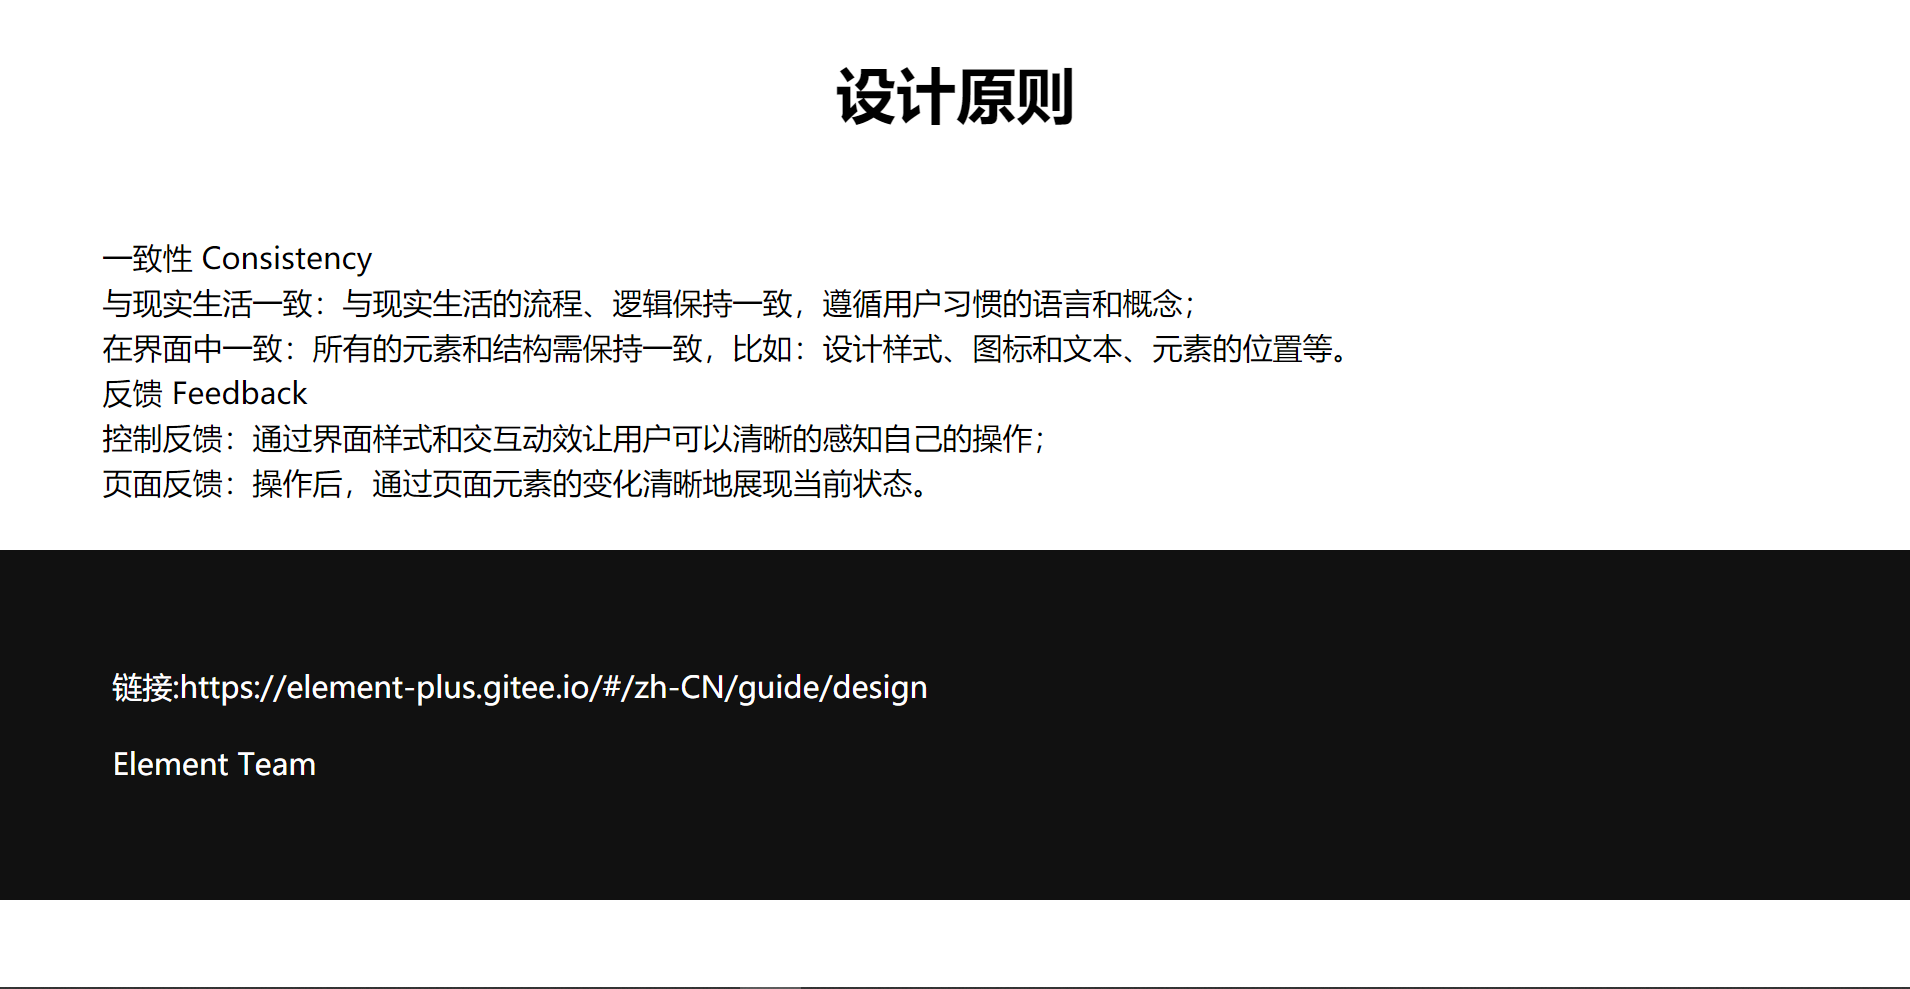 设计原则
一致性 Consistency
与现实生活一致：与现实生活的流程、逻辑保持一致，遵循用户习惯的语言和概念；
在界面中一致：所有的元素和结构需保持一致，比如：设计样式、图标和文本、元素的位置等。
反馈 Feedback
控制反馈：通过界面样式和交互动效让用户可以清晰的感知自己的操作；
页面反馈：操作后，通过页面元素的变化清晰地展现当前状态。
链接:https://element-plus.gitee.io/#/zh-CN/guide/design
Element Team